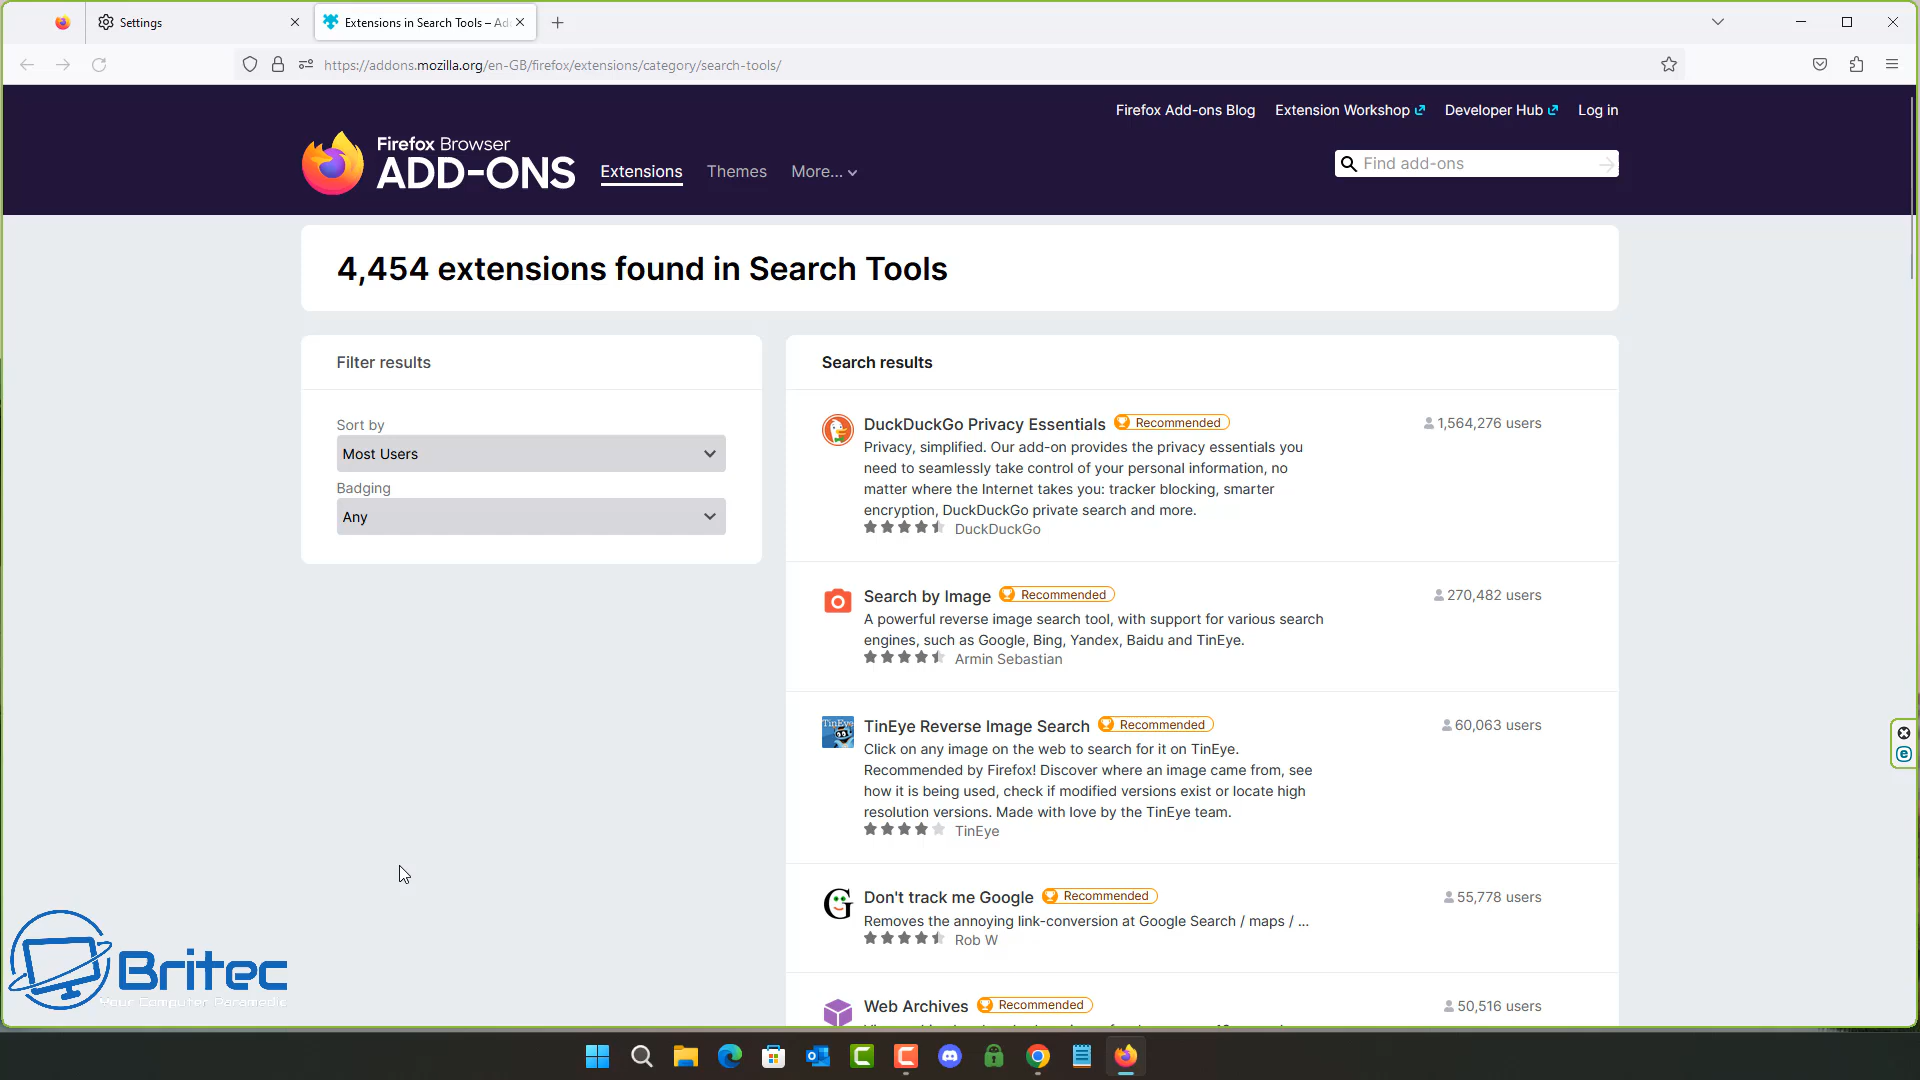 Settings
Extensions in Search Tools – Ad
https://addons.mozilla.org/en-GB/firefox/extensions/category/search-tools/
Firefox Add-ons Blog
Extension Workshop
Developer Hub
Log in
Firefox Browser
ADD-ONS
Extensions
Themes
More...
Find add-ons
4,454 extensions found in Search Tools
Filter results
Sort by
Most Users
Badging
Any
Search results
DuckDuckGo Privacy Essentials
Recommended
1,564,276 users
Privacy, simplified. Our add-on provides the privacy essentials you
need to seamlessly take control of your personal information, no
matter where the Internet takes you: tracker blocking, smarter
encryption, DuckDuckGo private search and more.
DuckDuckGo
Search by Image
Recommended
270,482 users
A powerful reverse image search tool, with support for various search
engines, such as Google, Bing, Yandex, Baidu and TinEye.
Armin Sebastian
TinEye
TinEye Reverse Image Search
Recommended
60,063 users
Click on any image on the web to search for it on TinEye.
Recommended by Firefox! Discover where an image came from, see
how it is being used, check if modified versions exist or locate high
resolution versions. Made with love by the TinEye team.
TinEye
Don't track me Google
Recommended
55,778 users
Removes the annoying link-conversion at Google Search / maps / ...
Rob W
Web Archives
Recommended
50,516 users
Britec
Your Computer Paramedic